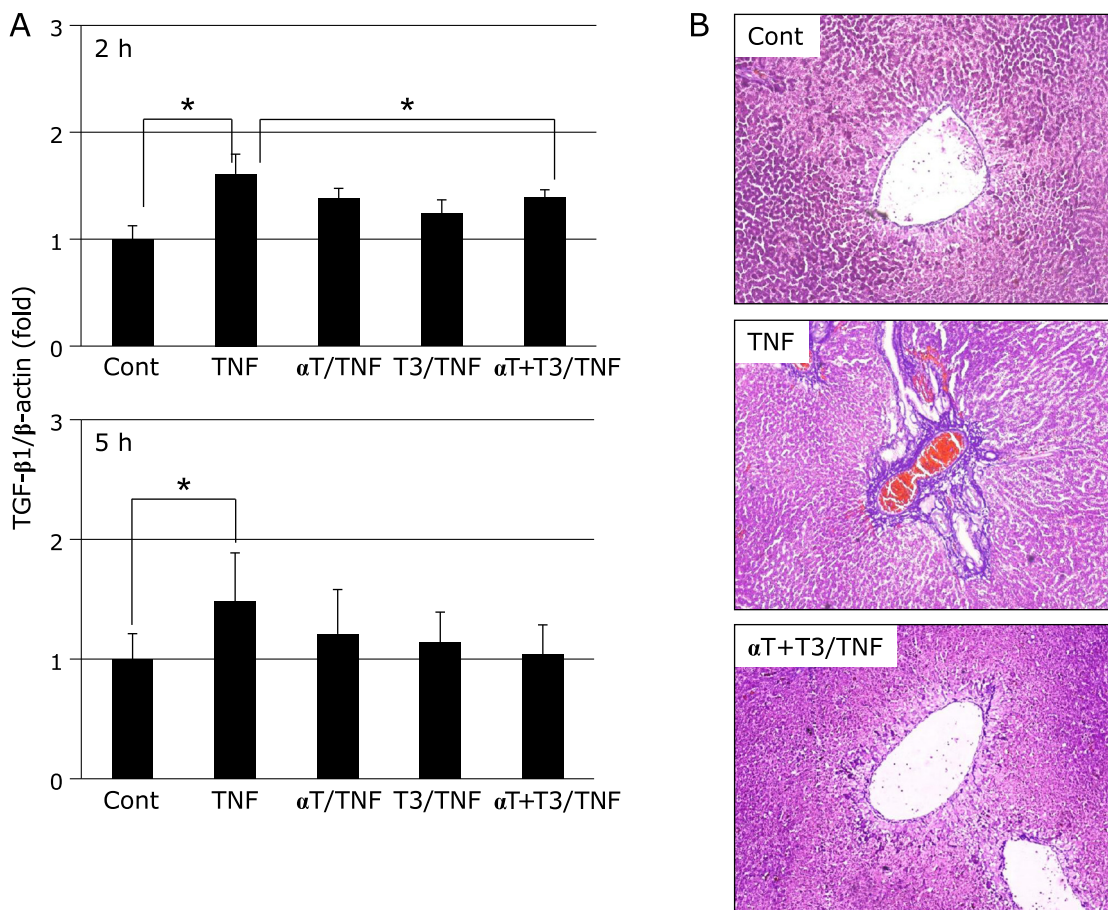 A
TGF-β1/β-actin (fold)
3
2
1
0
2 h
*
*
Cont TNF αT/TNF T3/TNF αT+T3/TNF
3
2
1
0
5 h
*
Cont TNF αT/TNF T3/TNF αT+T3/TNF
B
Cont
TNF
αT+T3/TNF